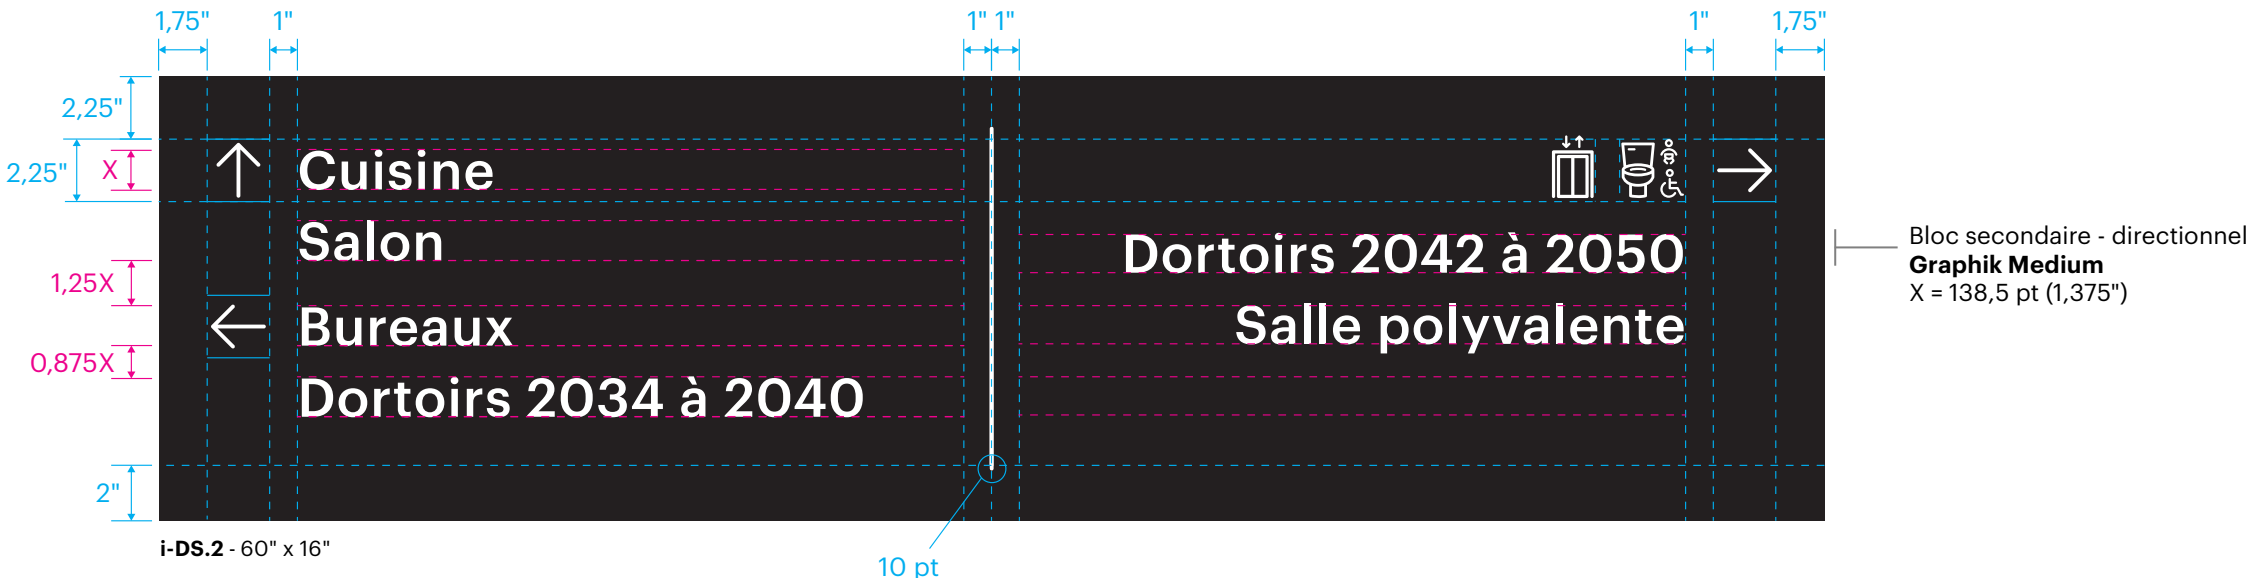 1,75" 1" 1" 1" 1" 1,75"
2,25"
2,25" X
1,25X
0,875X
2"
Cuisine
Salon
Bureaux
Dortoirs 2034 à 2040
Dortoirs 2042 à 2050
Salle polyvalente
Bloc secondaire - directionnel
Graphik Medium
X = 138,5 pt (1,375")
i-DS.2 - 60" x 16"
10 pt